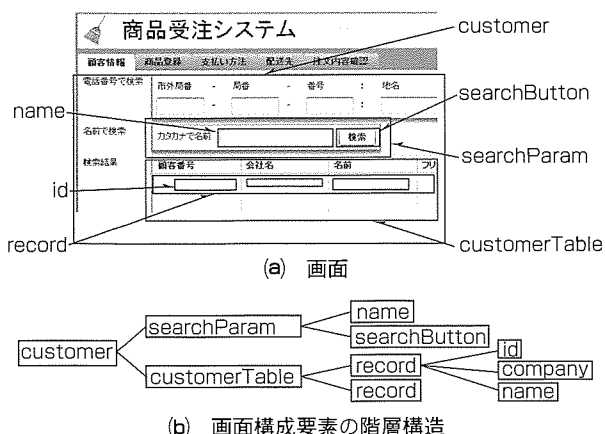 商品受注システム
customer
顧客情報 商品登録 支払い方法 配送先 注文内容確認
電話番号で検索 市外局番 - 局番 - 番号 : 地名
name
searchButton
名前で検索 カタカナで名前 検索
searchParam
検索結果 顧客番号 会社名 名前 フリ
id
record
customerTable
(a) 画面
customer
searchParam
name
searchButton
customerTable
record
id
company
name
record
(b) 画面構成要素の階層構造